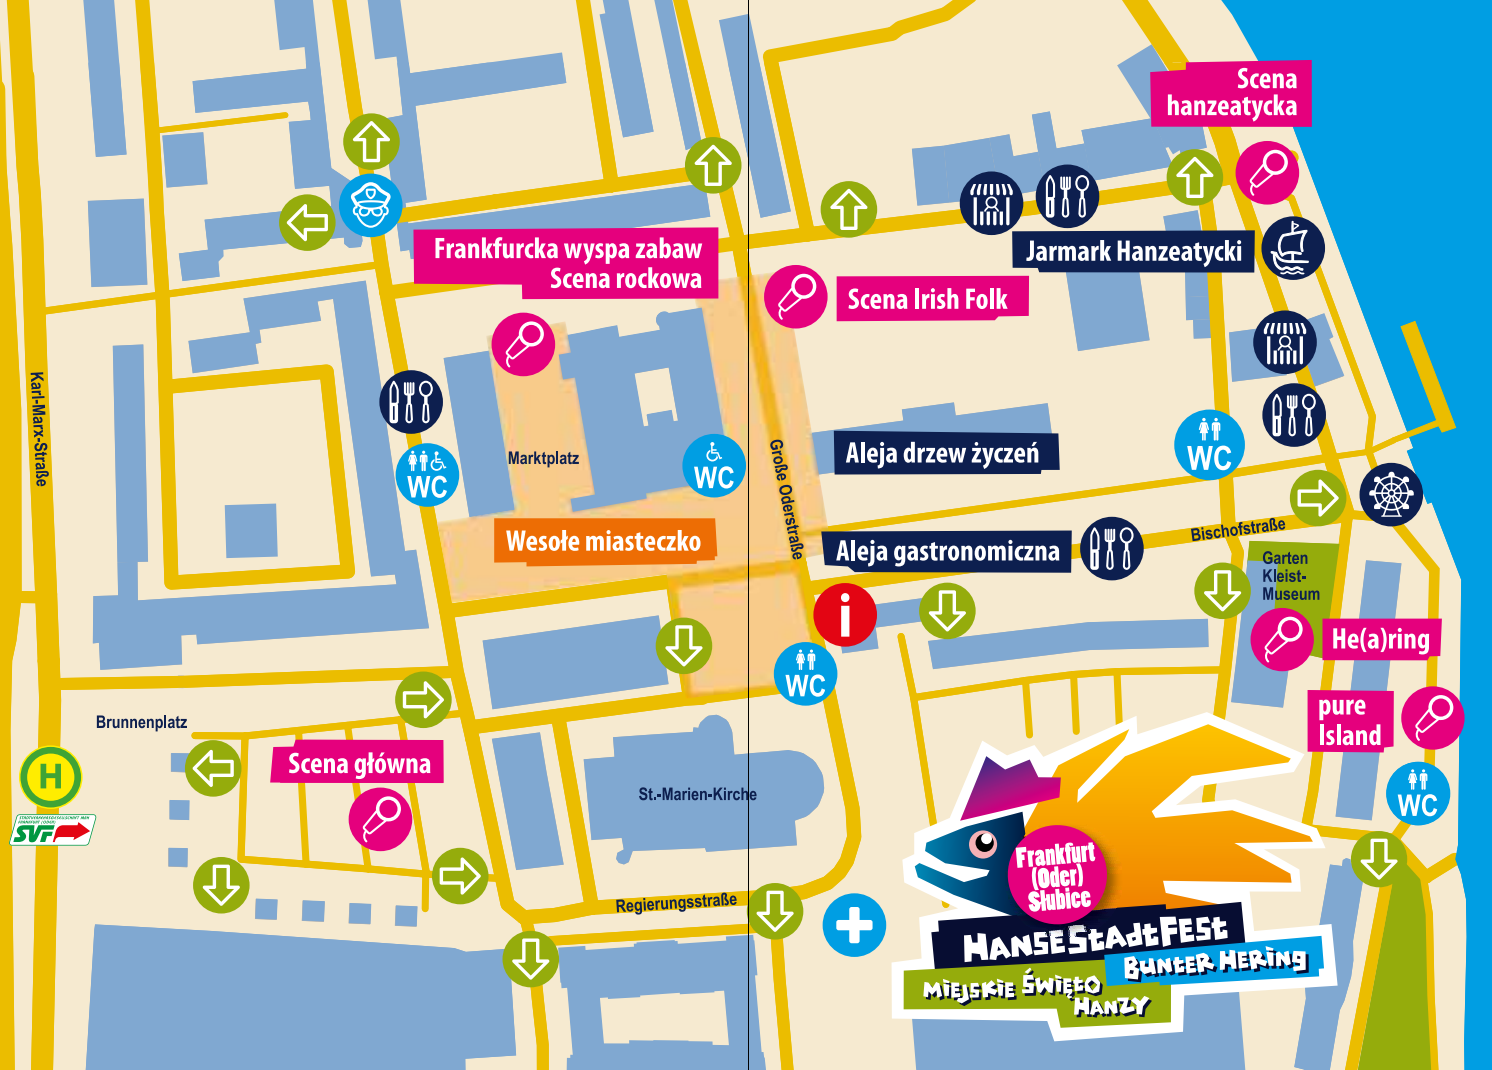 Scena
hanzeatycka
Frankfurcka wyspa zabaw
Scena rockowa
Jarmark Hanzeatycki
Scena Irish Folk
Karl-Marx-Straße
Marktplatz
WC
WC
Große Oderstraße
Aleja drzew życzeń
WC
Wesołe miasteczko
Aleja gastronomiczna
Bischofstraße
Garten
Kleist-
Museum
i
He(a)ring
WC
pure
Island
Brunnenplatz
Scena główna
H
SVF
St.-Marien-Kirche
WC
Regierungsstraße
Frankfurt
(Oder)
Słubice
HANSESTADTFEST
BUNTER HERING
MIEJSKIE ŚWIĘTO
HANZY